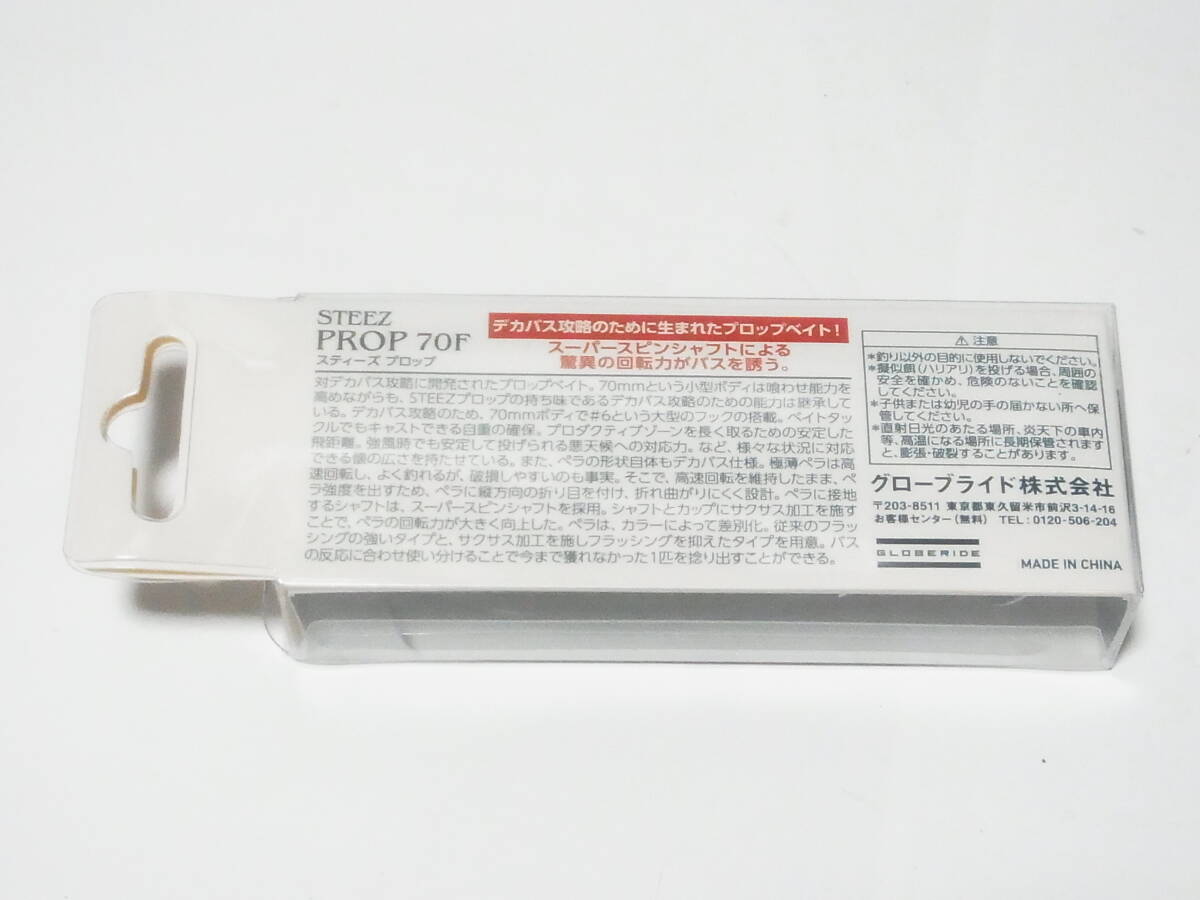 STEEZ
PROP 70F
スティーズ プロップ
デカバス攻略のために生まれたプロップベイト!
スーパースピンシャフトによる
驚異の回転力がバスを誘う。
対デカバス攻略に開発されたプロップベイト。70mmという小型ボディは喰わせ能力を
高めながらも、STEEZプロップの持ち味であるデカバス攻略のための能力は継承して
いる。デカバス攻略のため、70mmボディで#6という大型のフックの搭載。ベイトタッ
クルでもキャストできる自重の確保。プロダクティブゾーンを長く取るための安定した
飛距離。強風時でも安定して投げられる悪天候への対応力。など、様々な状況に対応
できる懐の広さを持たせている。また、ペラの形状自体もデカバス仕様。極薄ペラは高
速回転し、よく釣れるが、破損しやすいのも事実。そこで、高速回転を維持したまま、ペ
ラ強度を出すため、ペラに縦方向の折り目を付け、折れ曲がりにくく設計。ペラに接地
するシャフトは、スーパースピンシャフトを採用。シャフトとカップにサクサス加工を施す
ことで、ペラの回転力が大きく向上した。ペラは、カラーによって差別化。従来のフラッ
シングの強いタイプと、サクサス加工を施しフラッシングを抑えたタイプを用意。バス
の反応に合わせ使い分けることで今まで獲れなかった1匹を捻り出すことができる。
⚠ 注意
*釣り以外の目的に使用しないでください。
*擬似餌(ハリアリ)を投げる場合、周囲の
安全を確かめ、危険のないことを確認
してください。
*子供または幼児の手の届かない所へ保
管してください。
*直射日光のあたる場所、炎天下の車内
等、高温になる場所に長期保管されます
と、膨張・破裂することがあります。
グローブライド株式会社
〒203-8511 東京都東久留米市前沢3-14-16
お客様センター(無料) TEL:0120-506-204
GLOBERIDE
MADE IN CHINA